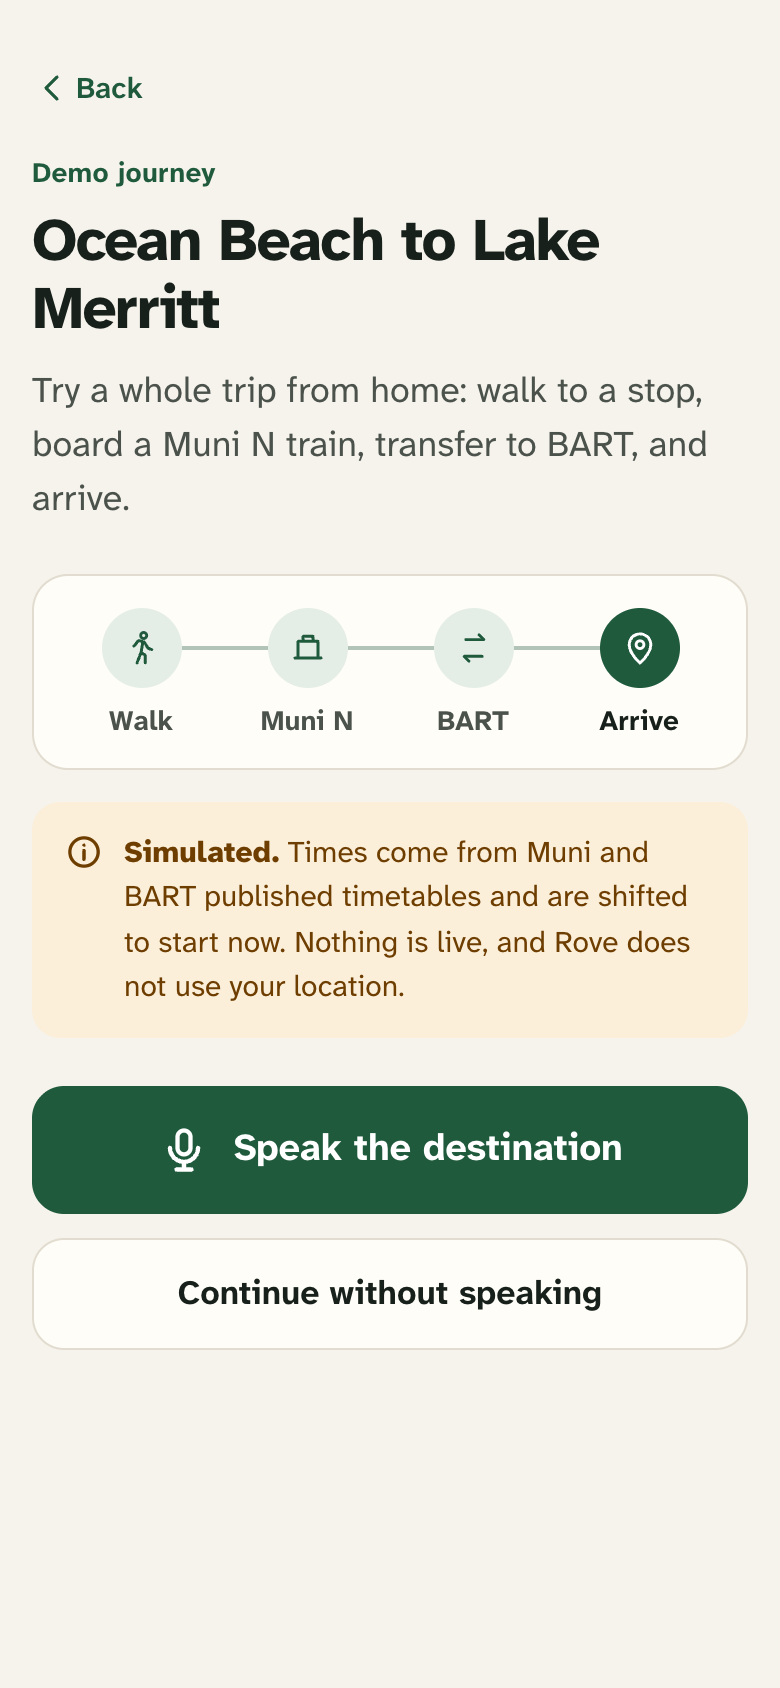 Back
Demo journey
Ocean Beach to Lake
Merritt
Try a whole trip from home: walk to a stop,
board a Muni N train, transfer to BART, and
arrive.
Walk
Muni N
BART
Arrive
Simulated. Times come from Muni and
BART published timetables and are shifted
to start now. Nothing is live, and Rove does
not use your location.
Speak the destination
Continue without speaking